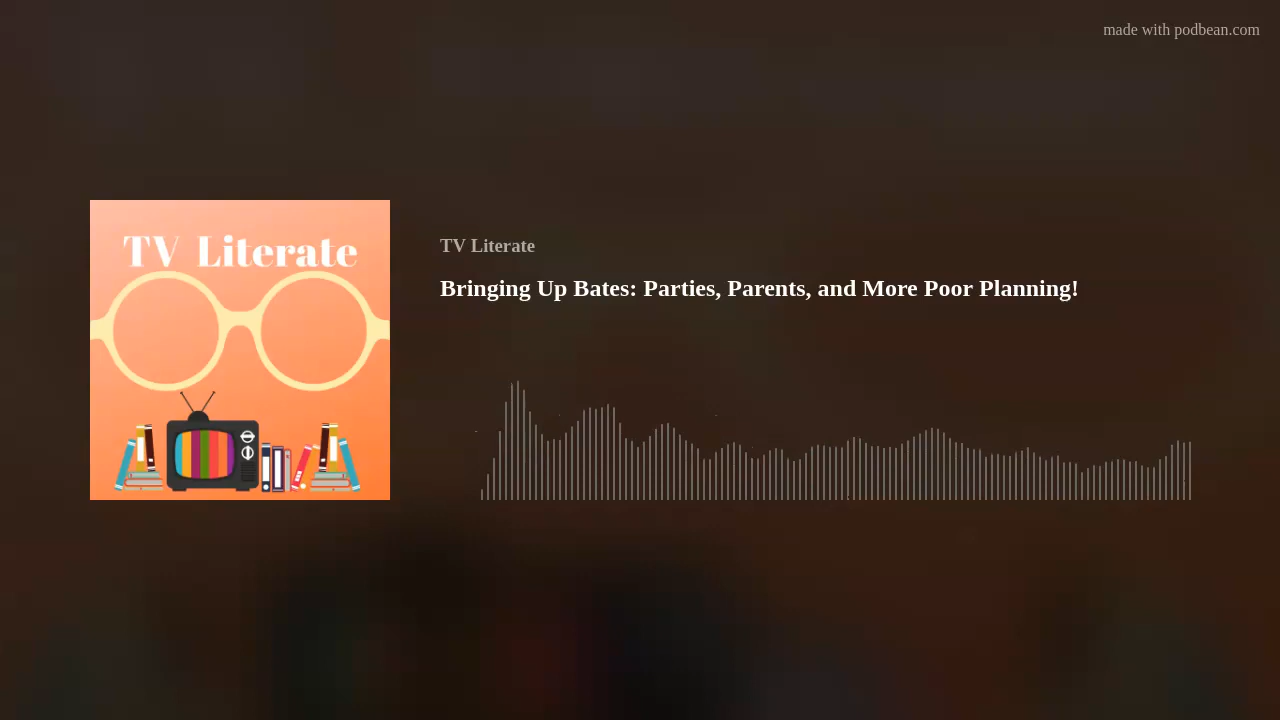 made with podbean.com
TV Literate
TV Literate
Bringing Up Bates: Parties, Parents, and More Poor Planning!